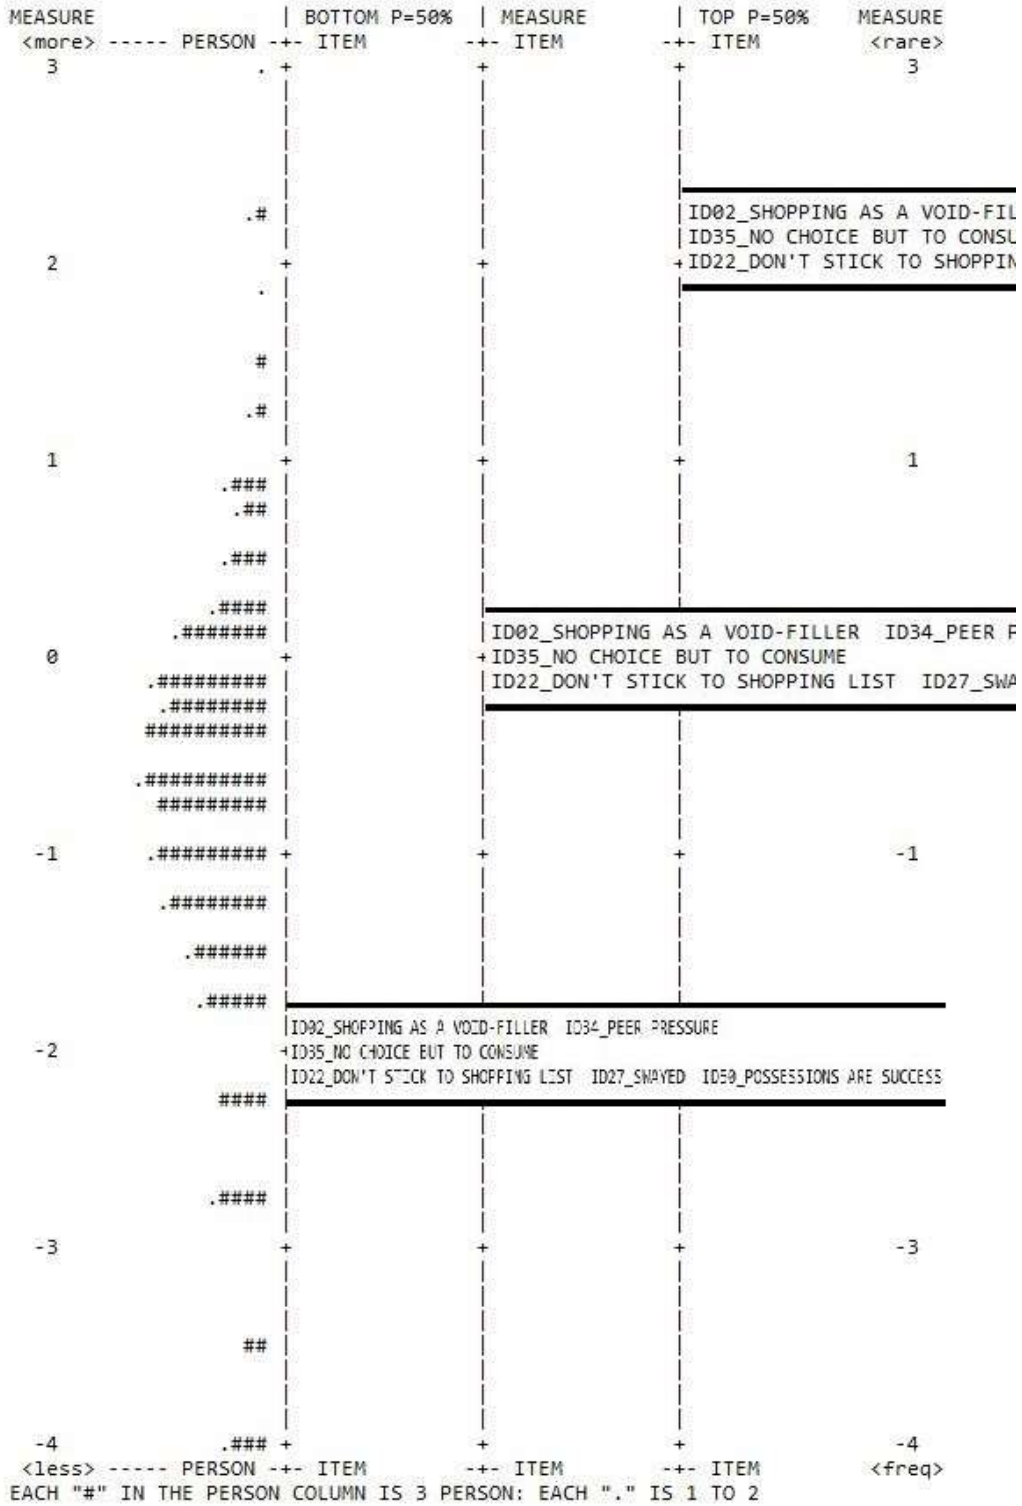 MEASURE | BOTTOM P=50% | MEASURE | TOP P=50% MEASURE
<more> ----- PERSON -+- ITEM -+- ITEM -+- ITEM <rare>
3 . + + + 3
.# | | | ID02_SHOPPING AS A VOID-FIL
| | | ID35_NO CHOICE BUT TO CONSU
2 + + + ID22_DON'T STICK TO SHOPPIN
. |
# |
.# |
1 + + + 1
.### |
.## |
.### |
.#### |
.####### | | ID02_SHOPPING AS A VOID-FILLER ID34_PEER P
0 + + ID35_NO CHOICE BUT TO CONSUME
.######### | | ID22_DON'T STICK TO SHOPPING LIST ID27_SWA
.######## |
########## |
.########## |
######### |
-1 .######### + + + -1
.######## |
.###### |
.##### |
| ID02_SHOPPING AS A VOID-FILLER ID34_PEER PRESSURE
-2 + ID35_NO CHOICE BUT TO CONSUME
| ID22_DON'T STICK TO SHOPPING LIST ID27_SWAYED ID50_POSSESSIONS ARE SUCCESS
#### |
.#### |
-3 + + + -3
## |
-4 .### + + + -4
<less> ----- PERSON -+- ITEM -+- ITEM -+- ITEM <freq>
EACH "#" IN THE PERSON COLUMN IS 3 PERSON: EACH "." IS 1 TO 2